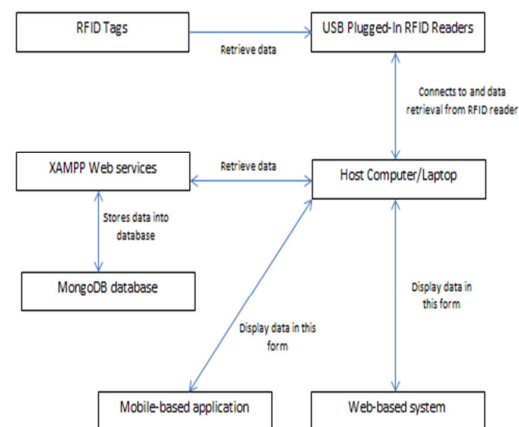 RFID Tags
USB Plugged-In RFID Readers
Retrieve data
Connects to and data
retrieval from RFID reader
XAMPP Web services
Retrieve data
Host Computer/Laptop
Stores data into
database
MongoDB database
Display data in this
form
Display data in
this form
Mobile-based application
Web-based system